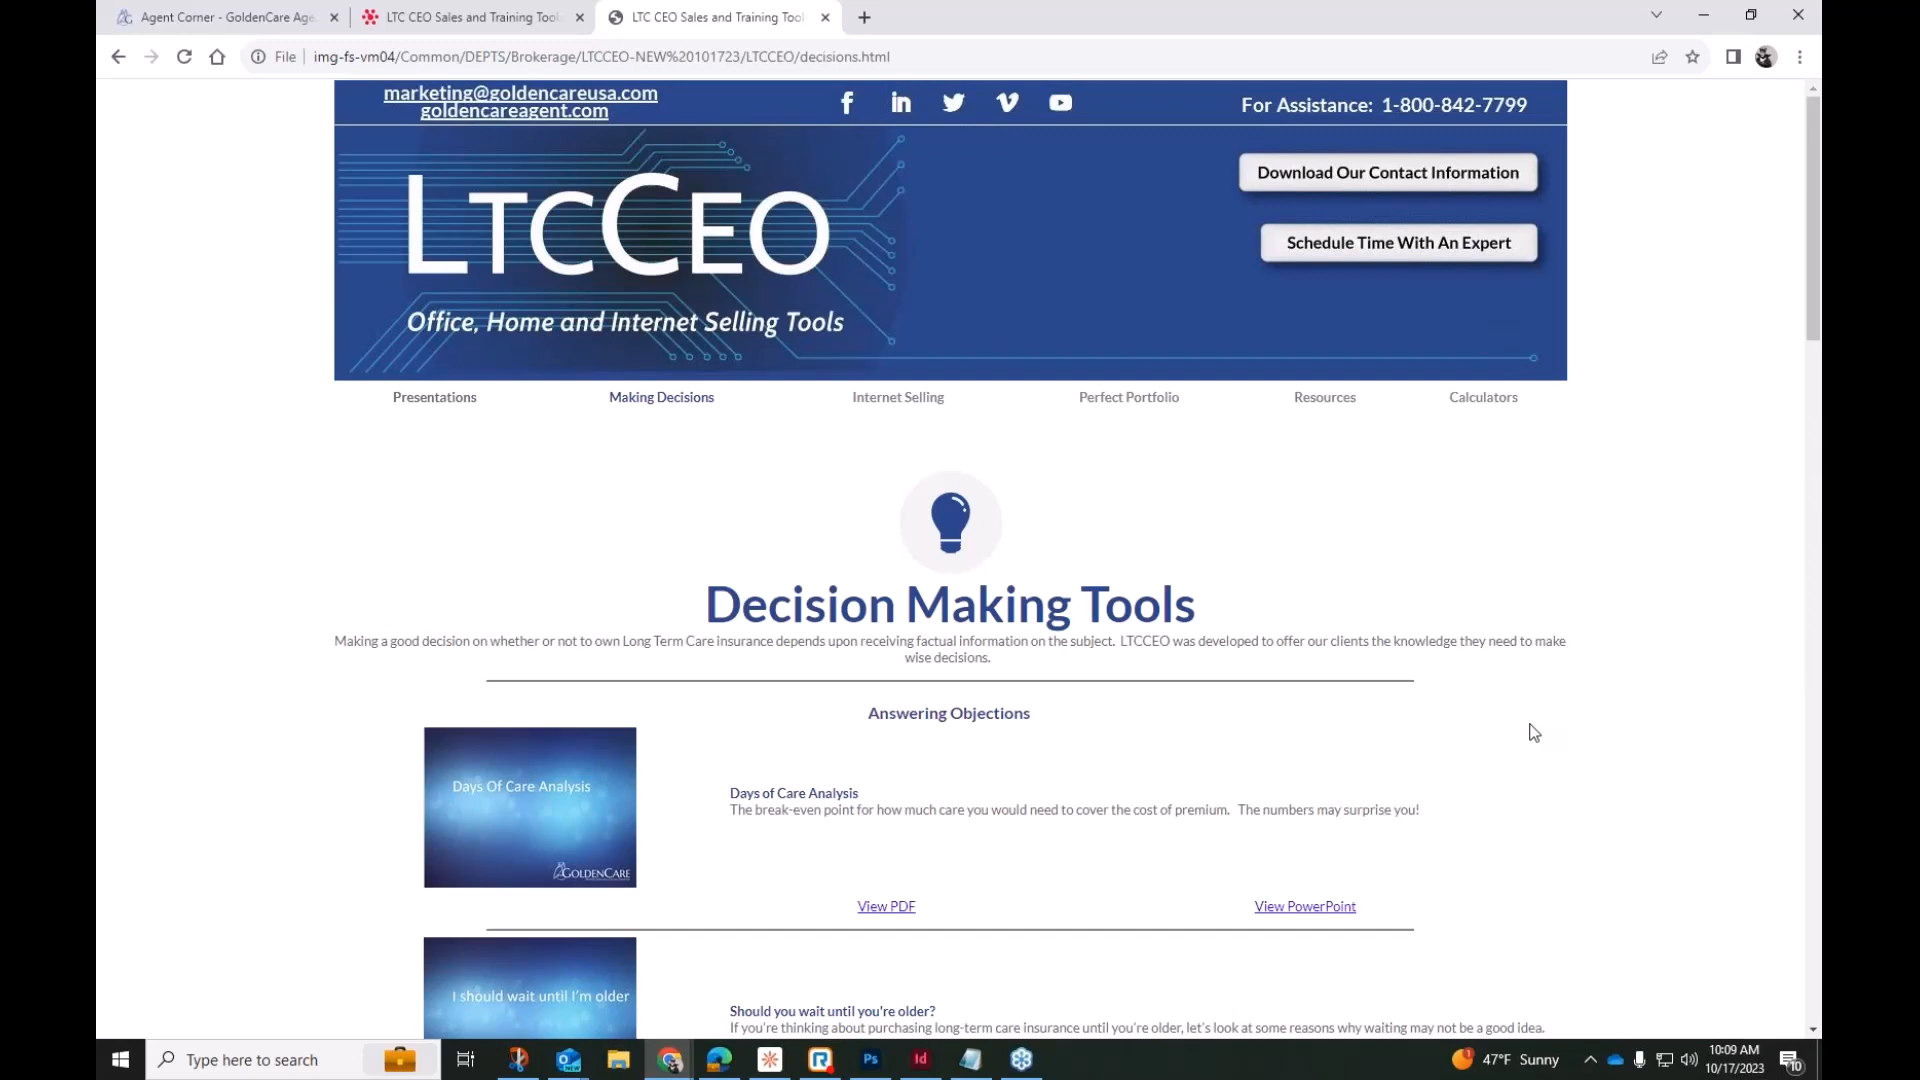 Agent Corner - GoldenCare Age
LTC CEO Sales and Training Tool
LTC CEO Sales and Training Tool
File
img-fs-vm04/Common/DEPTS/Brokerage/LTCCEO-NEW%20101723/LTCCEO/decisions.html
marketing@goldencareusa.com
goldencareagent.com
For Assistance: 1-800-842-7799
LTCCEO
Office, Home and Internet Selling Tools
Download Our Contact Information
Schedule Time With An Expert
Presentations
Making Decisions
Internet Selling
Perfect Portfolio
Resources
Calculators
Decision Making Tools
Making a good decision on whether or not to own Long Term Care insurance depends upon receiving factual information on the subject. LTCCEO was developed to offer our clients the knowledge they need to make
wise decisions.
Answering Objections
Days Of Care Analysis
GOLDENCARE
Days of Care Analysis
The break-even point for how much care you would need to cover the cost of premium. The numbers may surprise you!
View PDF
View PowerPoint
I should wait until I'm older
Should you wait until you're older?
If you're thinking about purchasing long-term care insurance until you're older, let's look at some reasons why waiting may not be a good idea.
Type here to search
NEW
R
Ps
Id
1
47°F Sunny
10:09 AM
10/17/2023
10